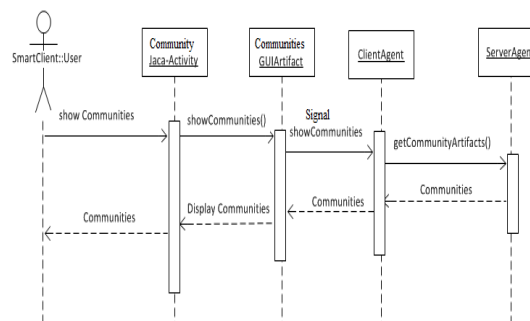 SmartClient::User
Community
Jaca-Activity
Communities
GUIArtifact
ClientAgent
ServerAgen
show Communities
showCommunities()
Signal
showCommunities
getCommunityArtifacts()
Communities
Communities
Display Communities
Communities